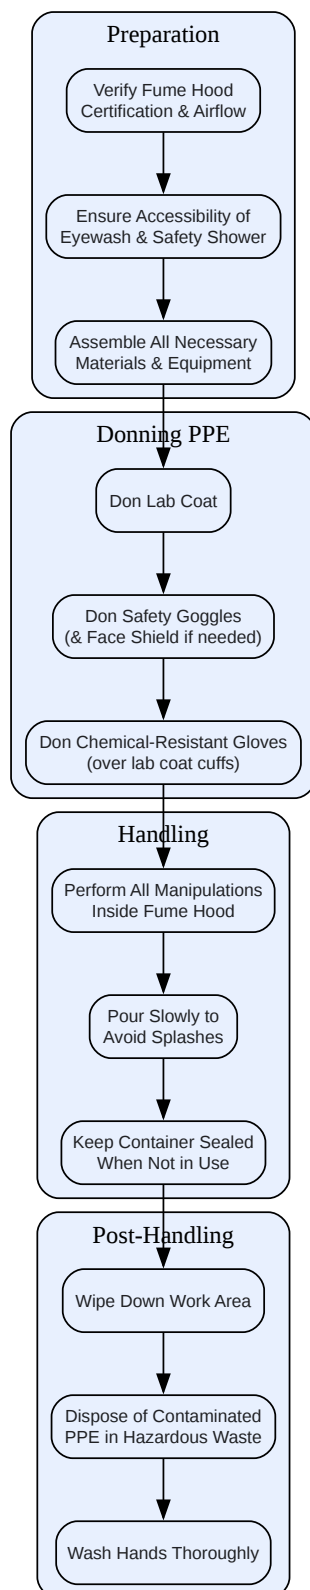 Preparation
Verify Fume Hood
Certification & Airflow
Ensure Accessibility of
Eyewash & Safety Shower
Assemble All Necessary
Materials & Equipment
Donning PPE
Don Lab Coat
Don Safety Goggles
(& Face Shield if needed)
Don Chemical-Resistant Gloves
(over lab coat cuffs)
Handling
Perform All Manipulations
Inside Fume Hood
Pour Slowly to
Avoid Splashes
Keep Container Sealed
When Not in Use
Post-Handling
Wipe Down Work Area
Dispose of Contaminated
PPE in Hazardous Waste
Wash Hands Thoroughly